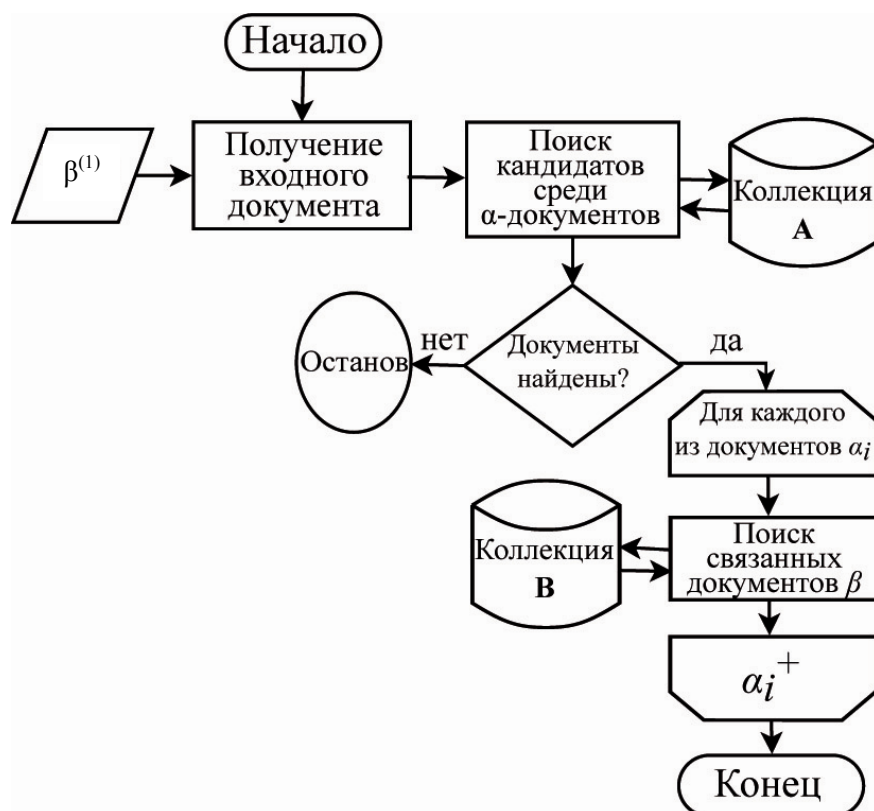 Начало
β(1)
Получение
входного
документа
Поиск
кандидатов
среди
α-документов
Коллекция
A
Документы
найдены?
нет
да
Останов
Для каждого
из документов αi
Поиск
связанных
документов β
Коллекция
B
αi+
Конец